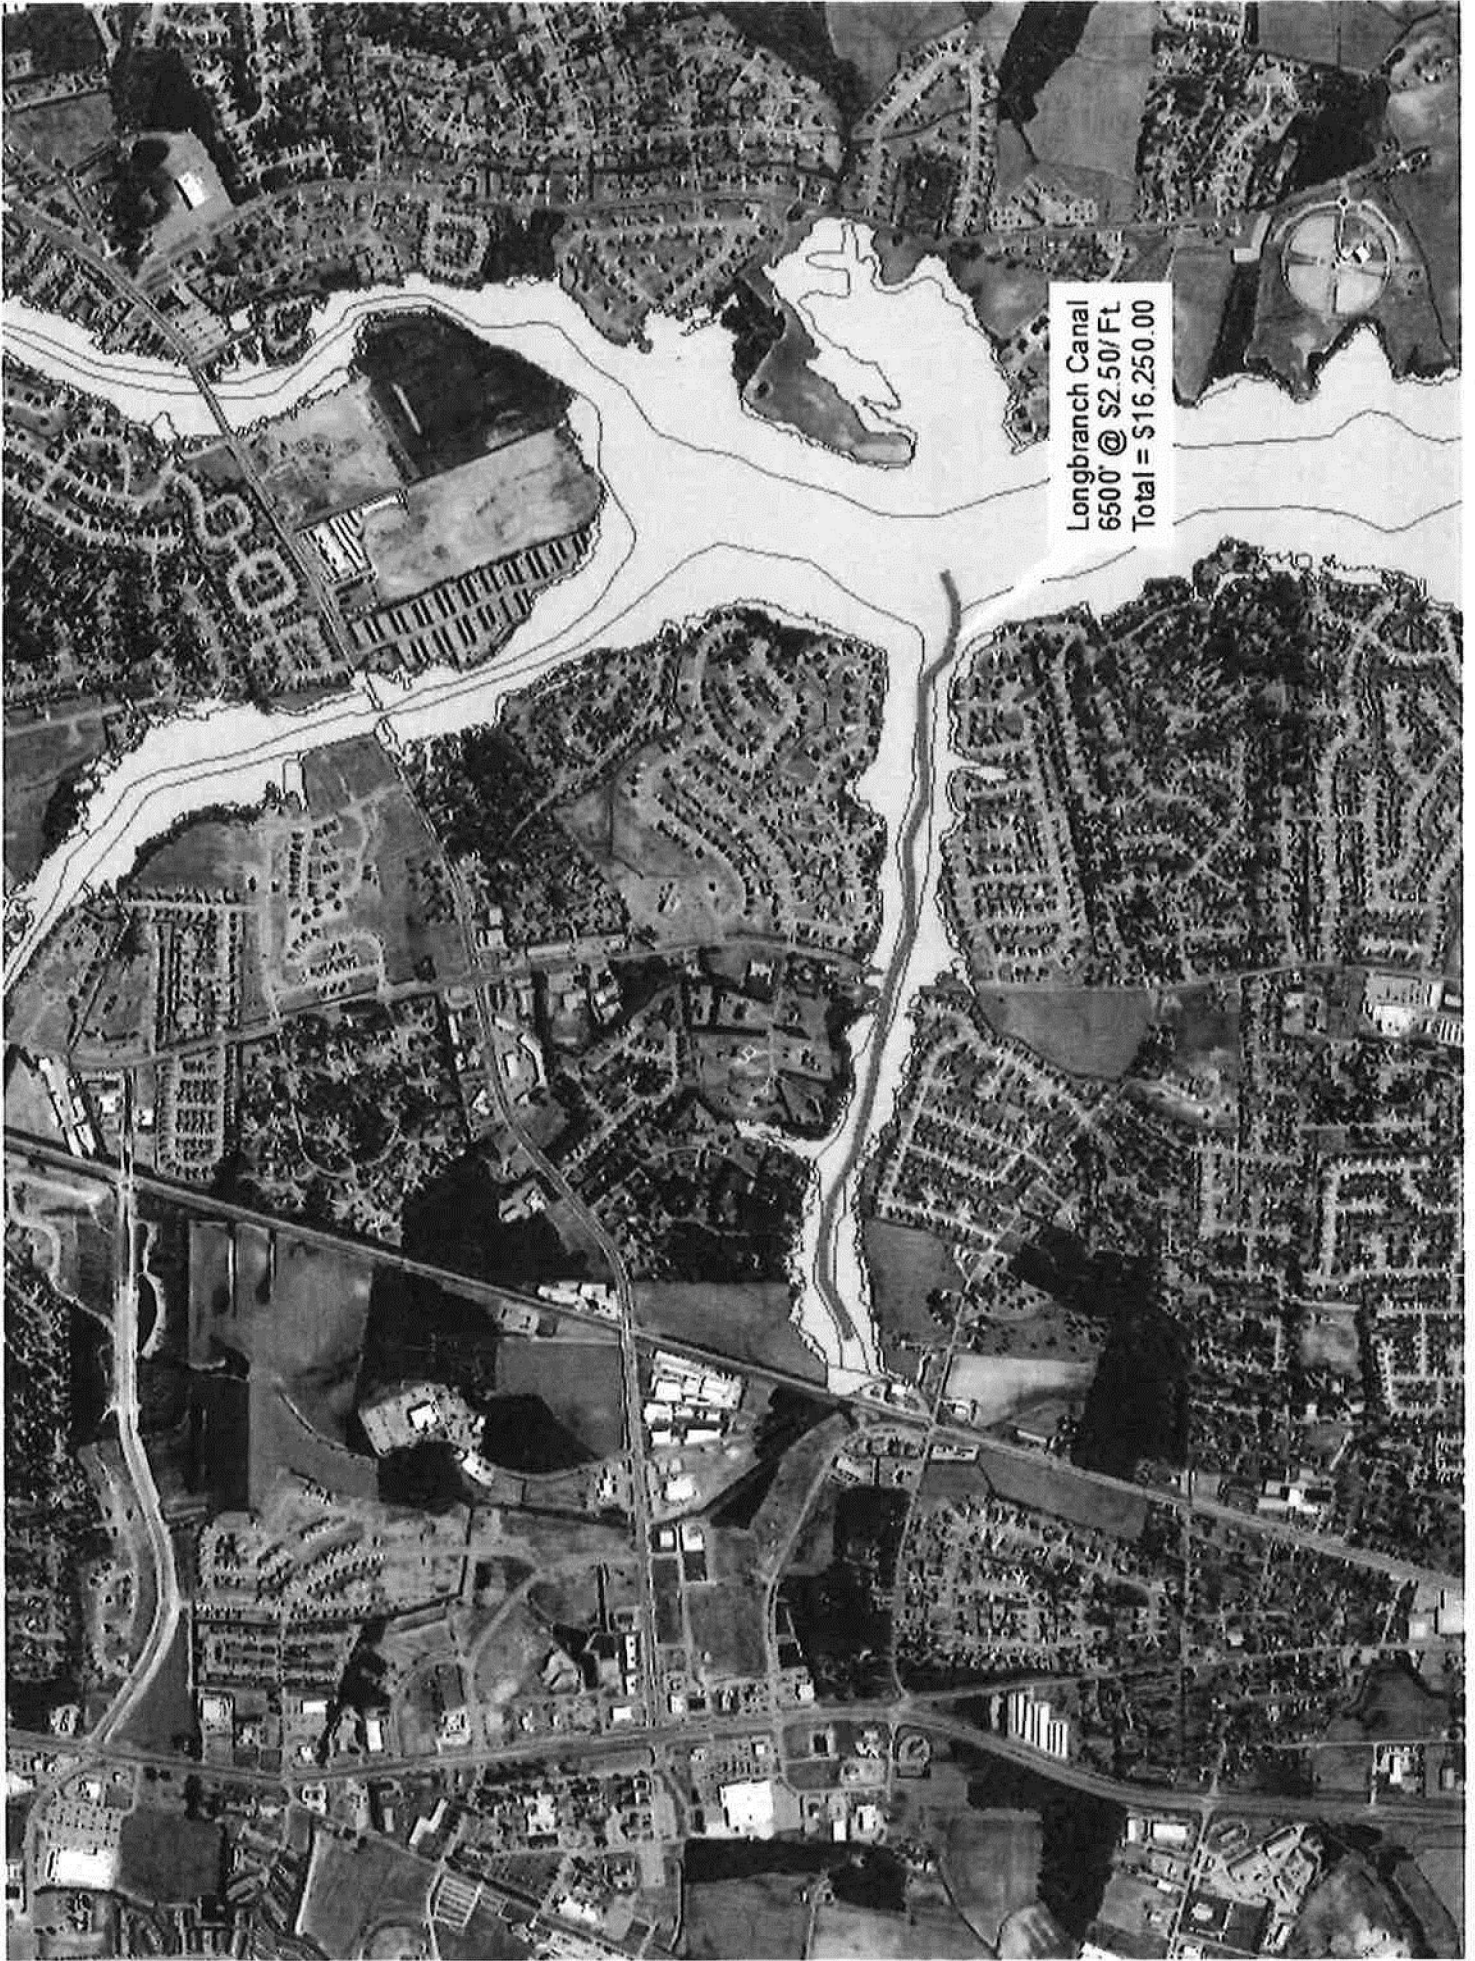 Longbranch Canal
6500' @ $2.50/Ft.
Total = $16,250.00